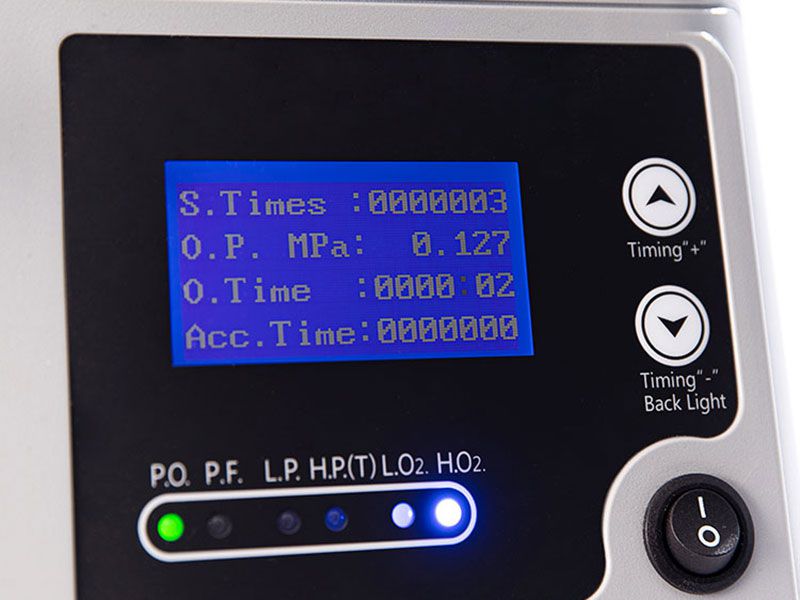 S.Times :0000003
O.P. MPa: 0.127
O.Time :0000:02
Acc.Time:0000000
Timing"+"
Timing"-"
Back Light
P.O. P.F. L.P. H.P.(T) L.O2. H.O2.
I
O